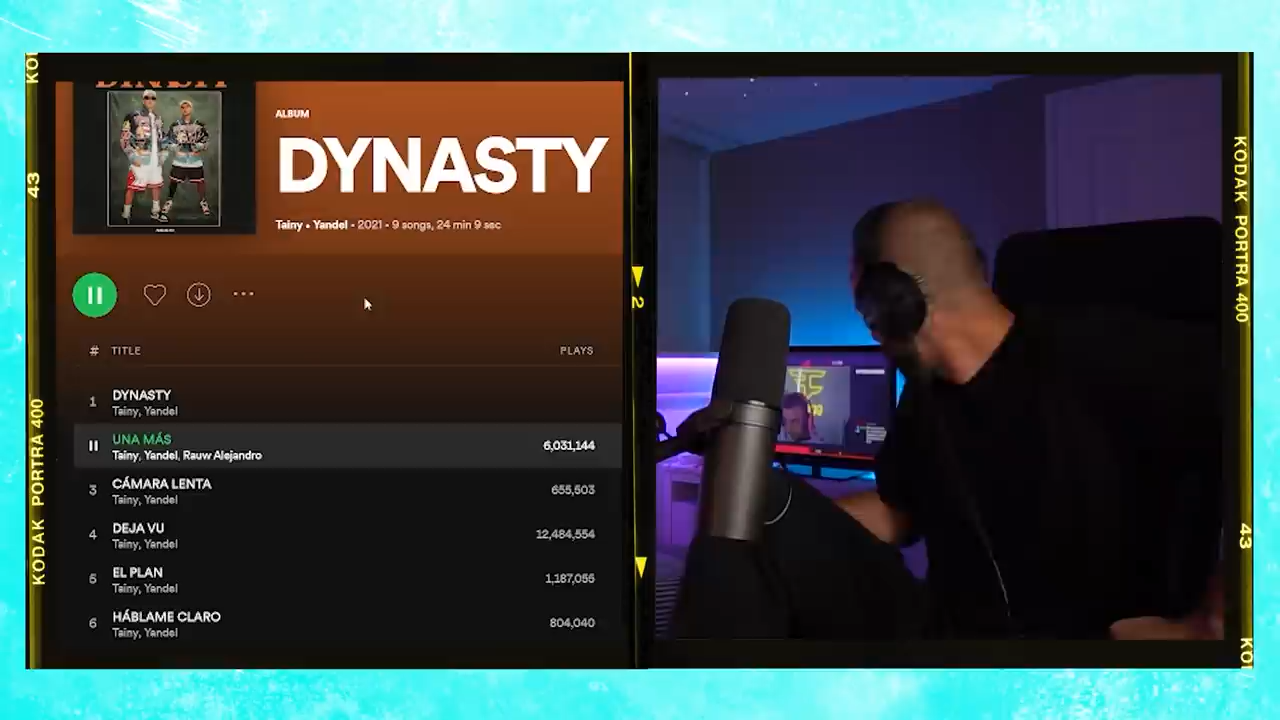 KODAK PORTRA 400
43
DYNASTY
ALBUM
DYNASTY
Tainy • Yandel • 2021 • 9 songs, 24 min 9 sec
# TITLE PLAYS
1 DYNASTY
Tainy, Yandel
UNA MÁS 6,031,144
Tainy, Yandel, Rauw Alejandro
3 CÁMARA LENTA 655,503
Tainy, Yandel
4 DEJA VU 12,484,554
Tainy, Yandel
5 EL PLAN 1,187,055
Tainy, Yandel
6 HÁBLAME CLARO 804,040
Tainy, Yandel
2
KODAK PORTRA 400
43